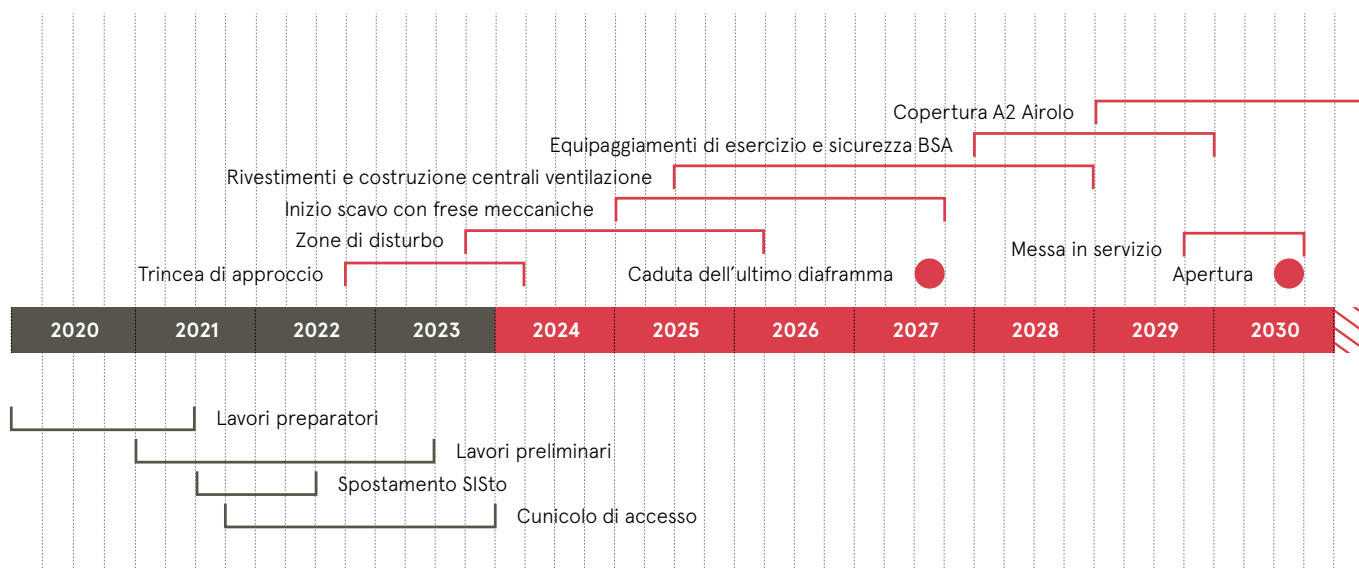 Copertura A2 Airolo
Equipaggiamenti di esercizio e sicurezza BSA
Rivestimenti e costruzione centrali ventilazione
Inizio scavo con frese meccaniche
Zone di disturbo
Messa in servizio
Trincea di approccio
Caduta dell'ultimo diaframma
Apertura
2020 2021 2022 2023 2024 2025 2026 2027 2028 2029 2030
Lavori preparatori
Lavori preliminari
Spostamento SISto
Cunicolo di accesso